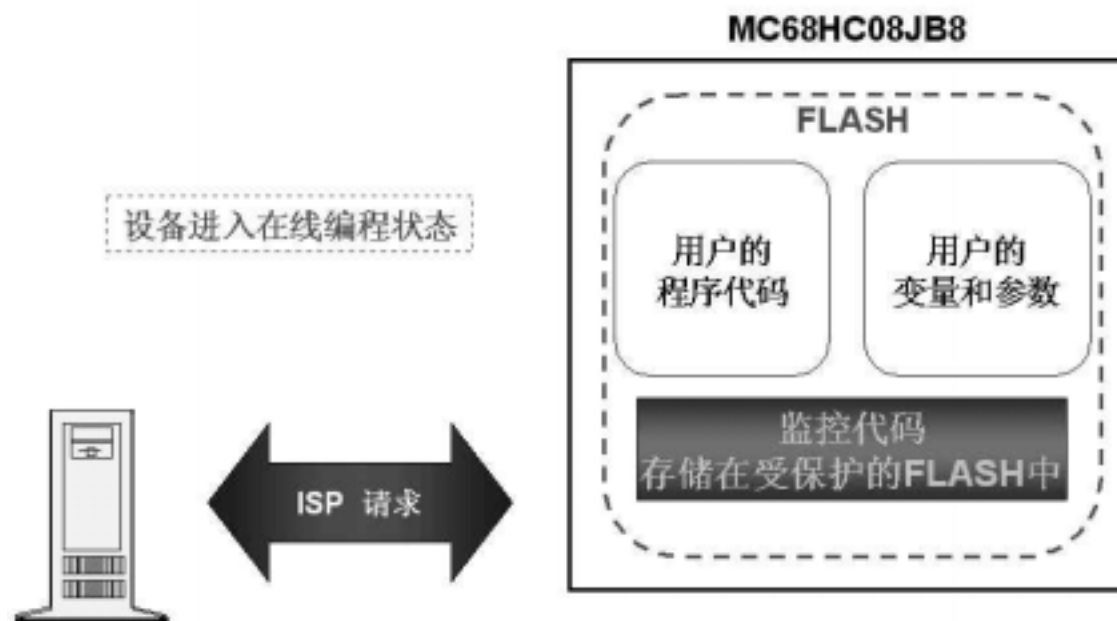 MC68HC08JB8
FLASH
设备进入在线编程状态
用户的
程序代码
用户的
变量和参数
监控代码
存储在受保护的FLASH中
ISP 请求